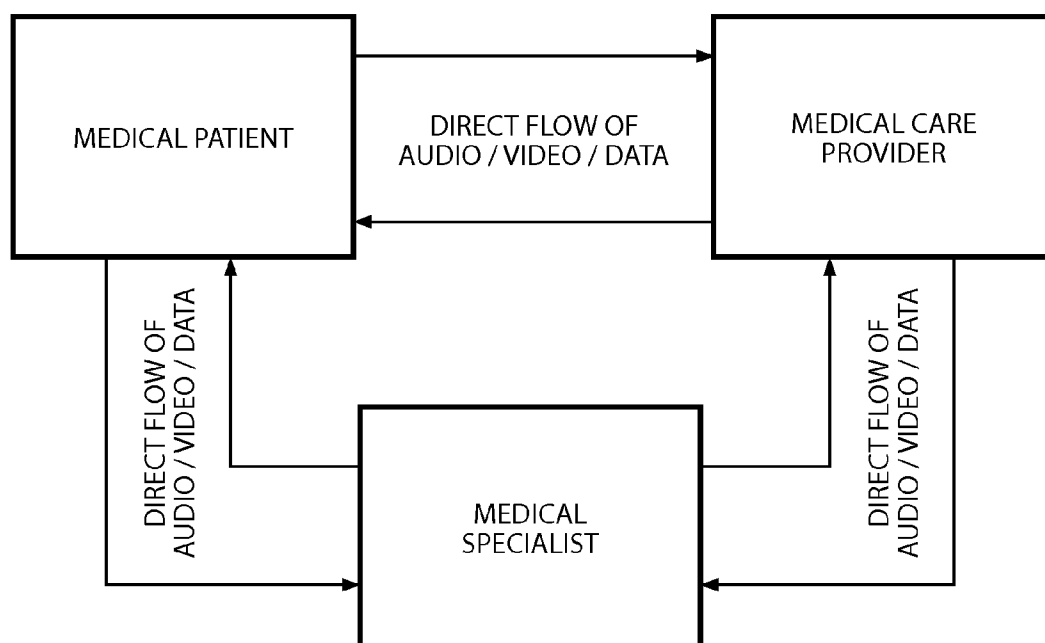 MEDICAL PATIENT
DIRECT FLOW OF
AUDIO / VIDEO / DATA
MEDICAL CARE
PROVIDER
DIRECT FLOW OF
AUDIO / VIDEO / DATA
MEDICAL
SPECIALIST
DIRECT FLOW OF
AUDIO / VIDEO / DATA